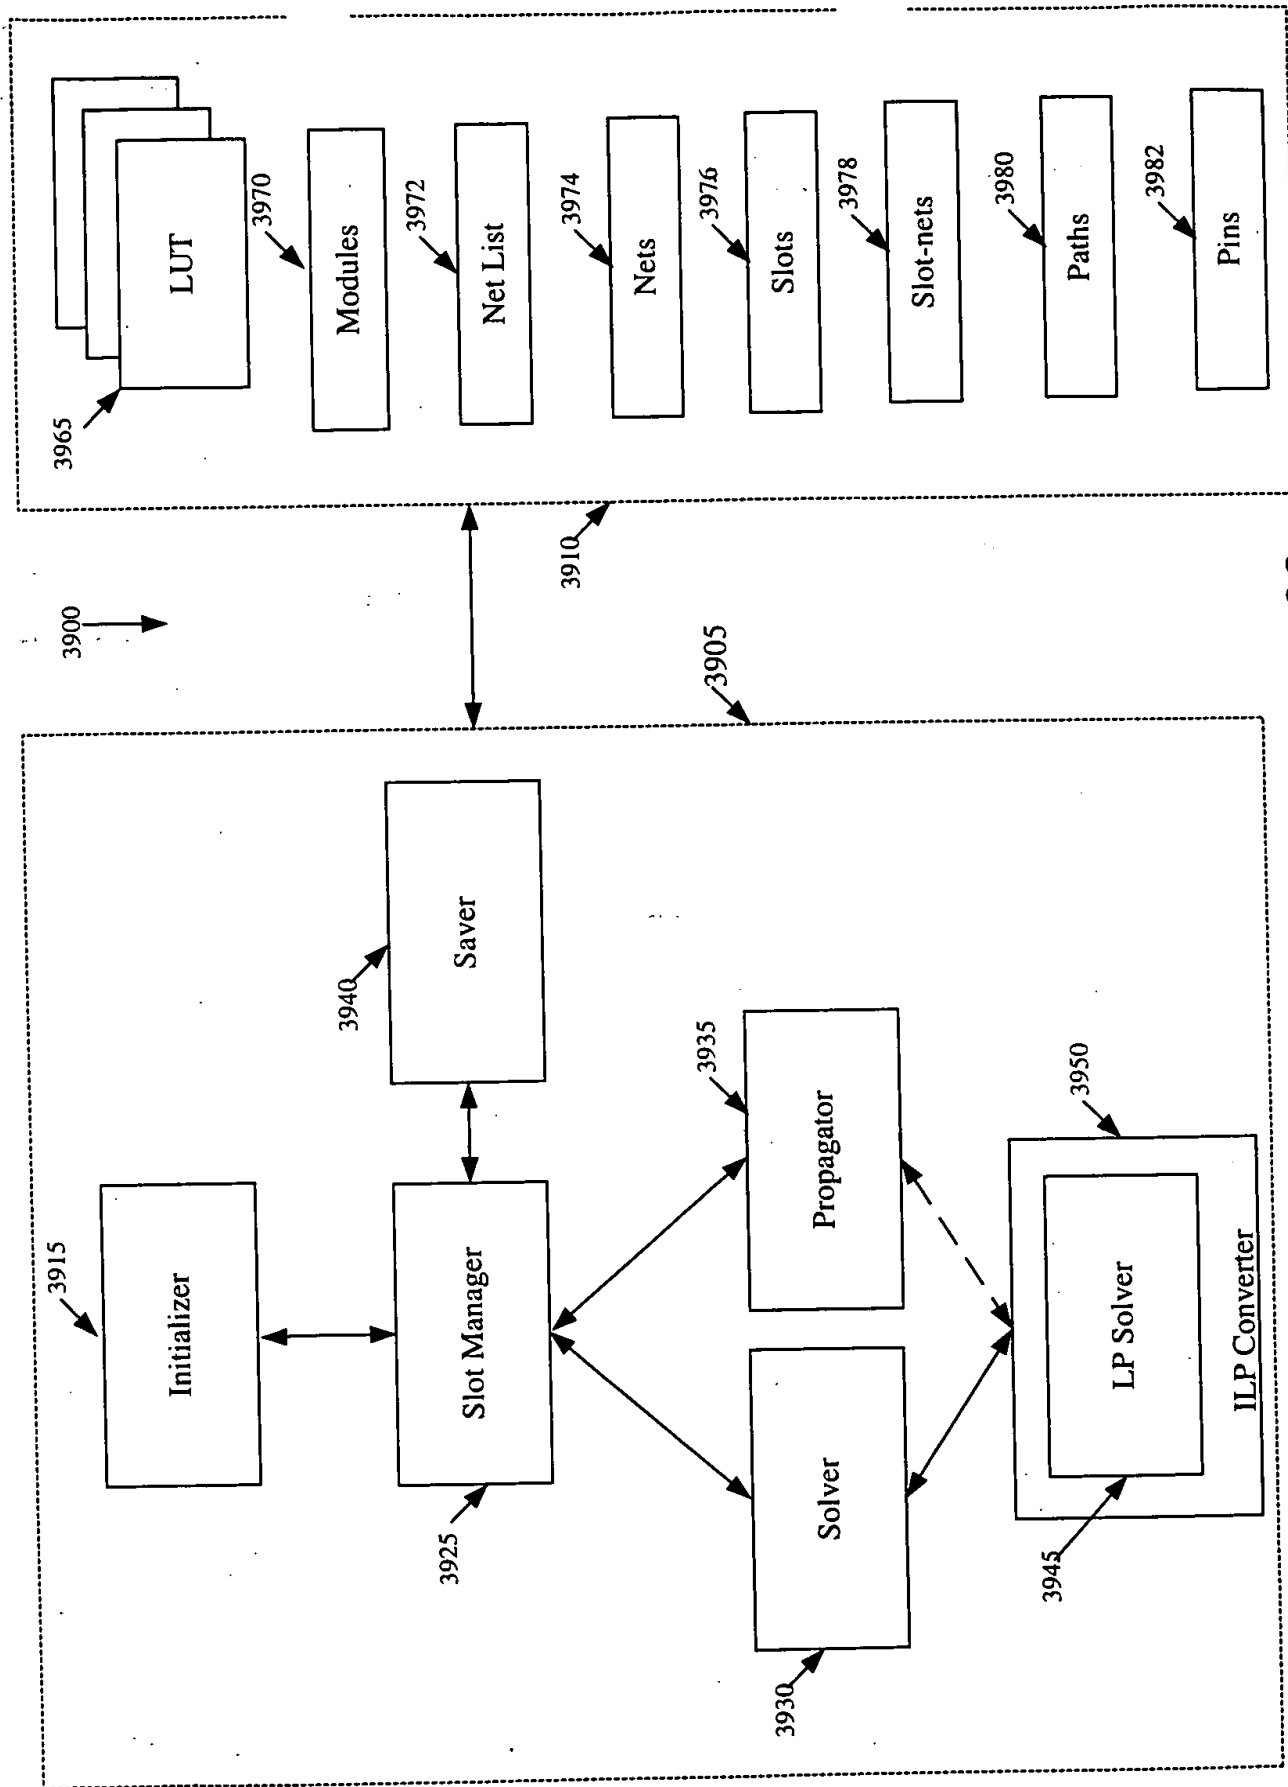 3900
3905
3915
Initializer
3925
Slot Manager
3940
Saver
3930
Solver
3935
Propagator
3945
LP Solver
3950
ILP Converter
3910
3965
LUT
3970
Modules
3972
Net List
3974
Nets
3976
Slots
3978
Slot-nets
3980
Paths
3982
Pins